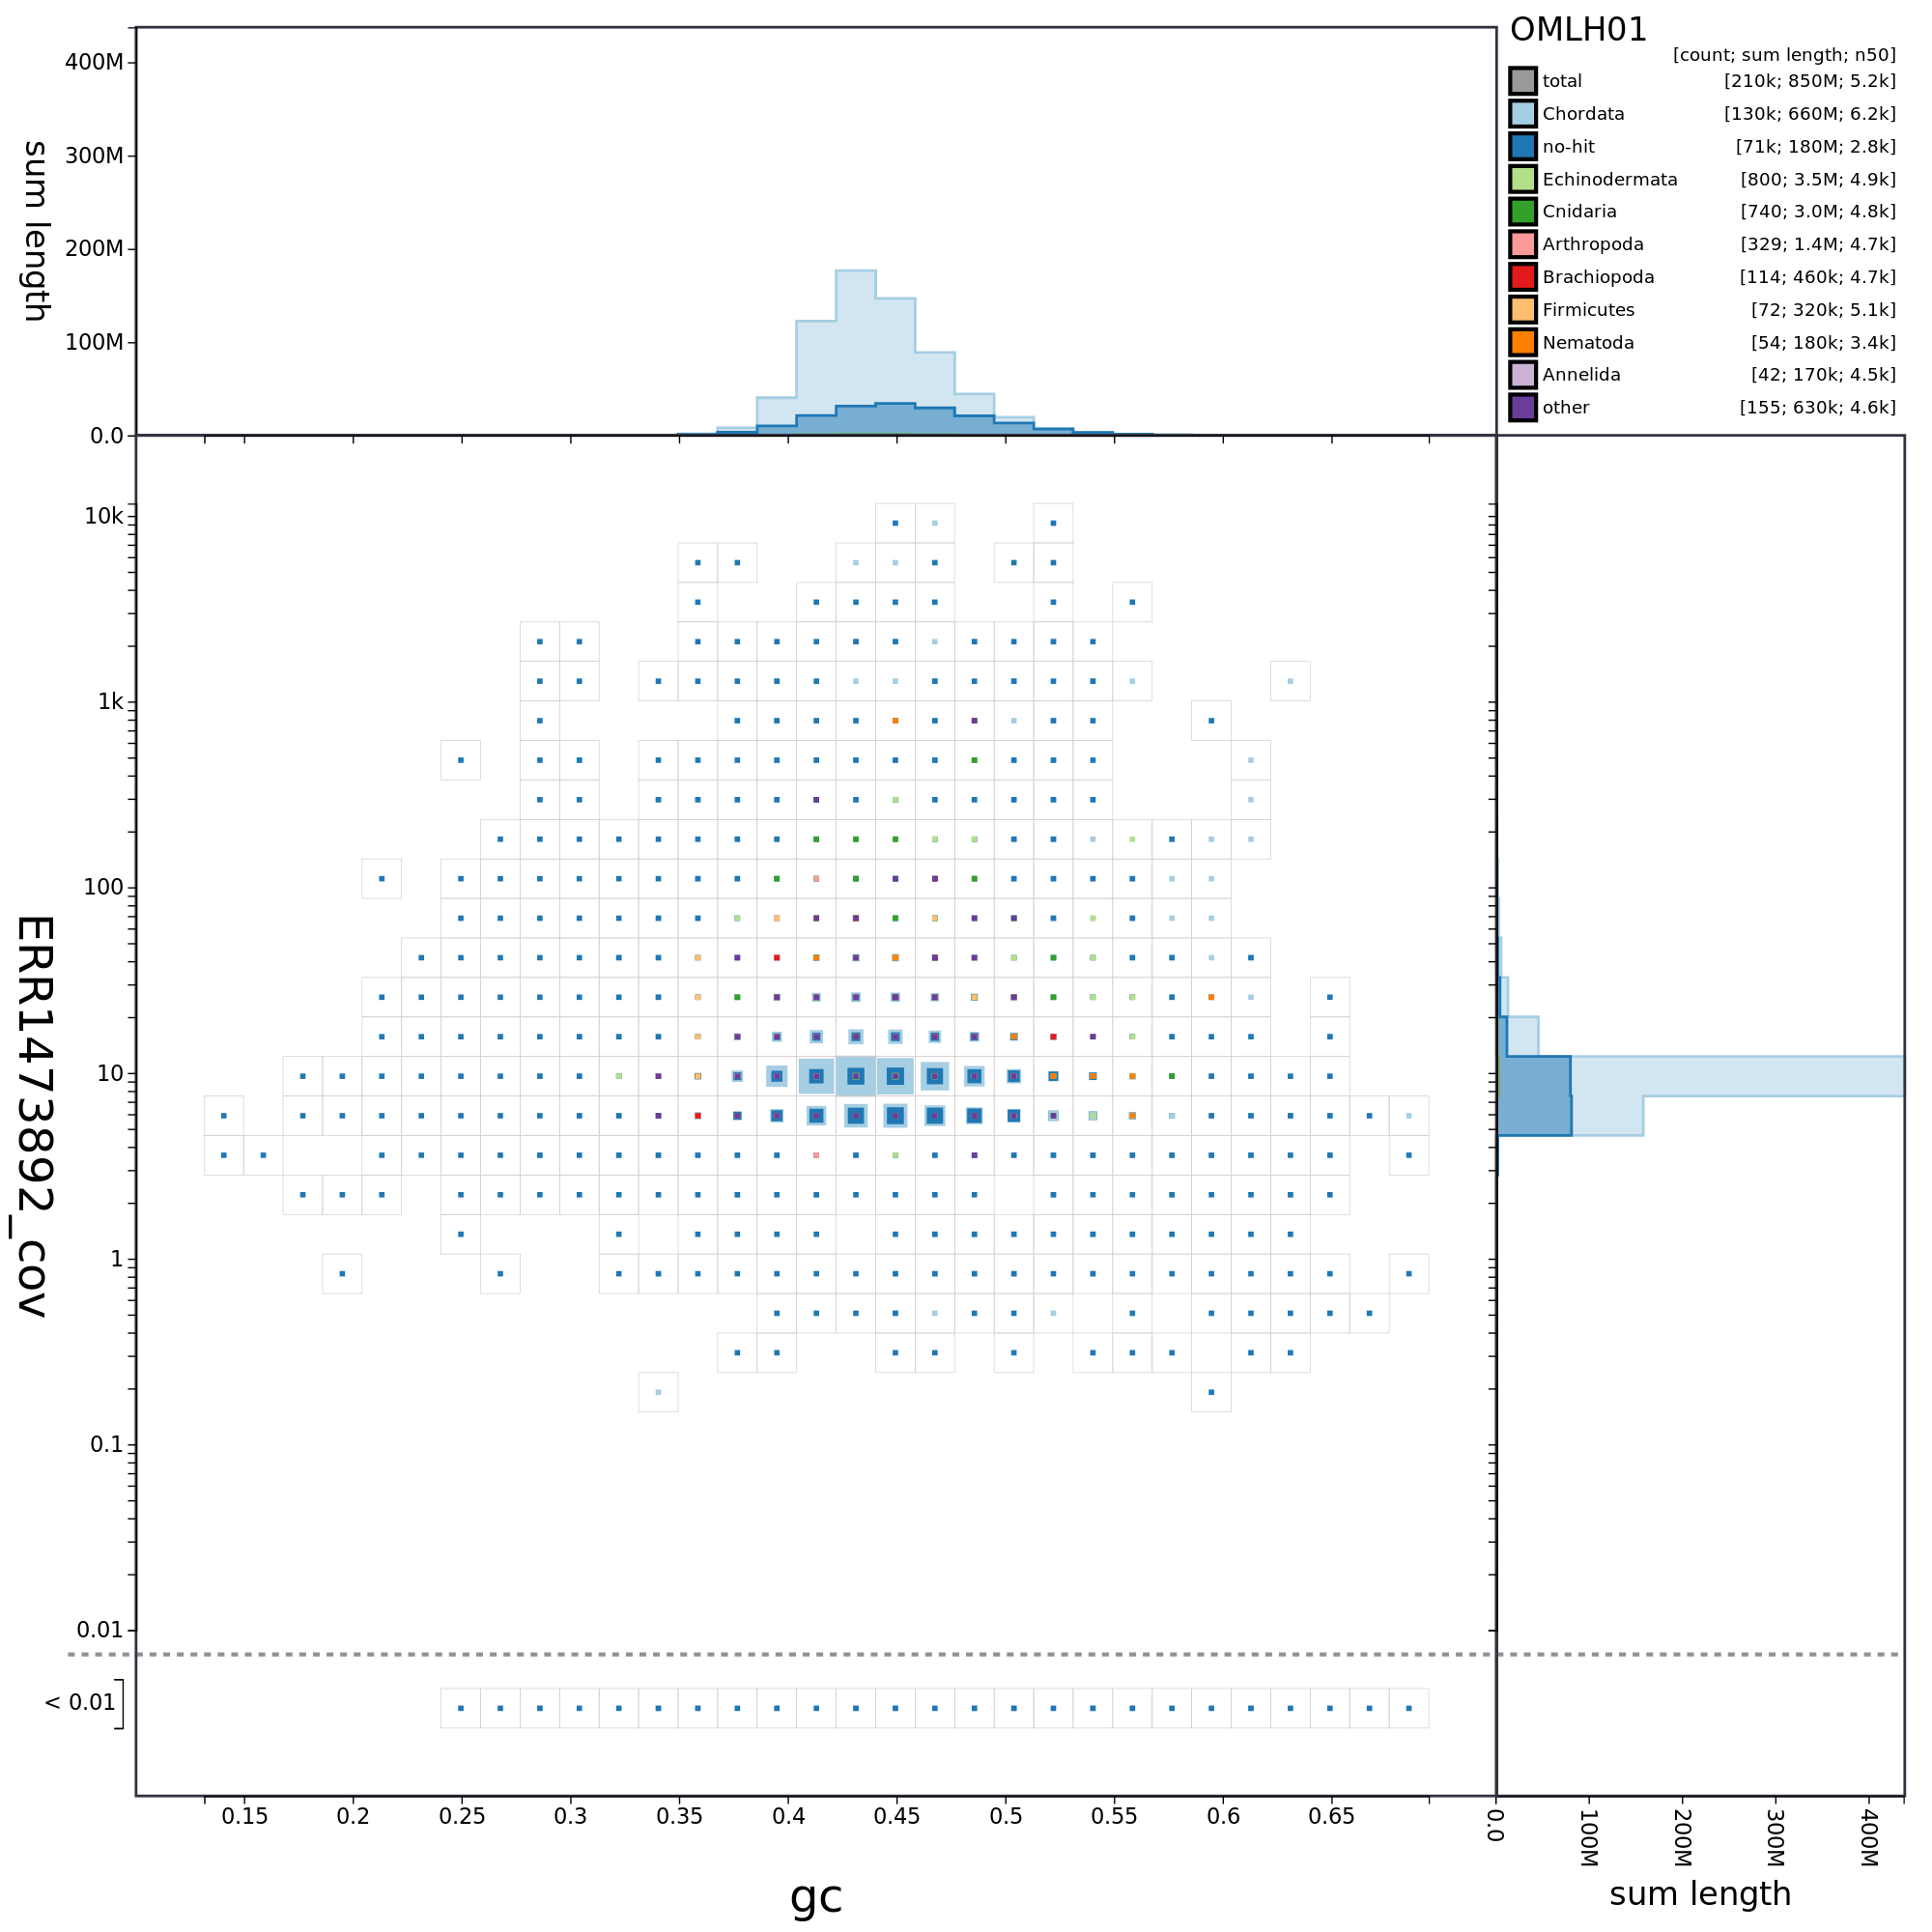 OMLH01
[count; sum length; n50]
total [210k; 850M; 5.2k]
Chordata [130k; 660M; 6.2k]
no-hit [71k; 180M; 2.8k]
Echinodermata [800; 3.5M; 4.9k]
Cnidaria [740; 3.0M; 4.8k]
Arthropoda [329; 1.4M; 4.7k]
Brachiopoda [114; 460k; 4.7k]
Firmicutes [72; 320k; 5.1k]
Nematoda [54; 180k; 3.4k]
Annelida [42; 170k; 4.5k]
other [155; 630k; 4.6k]
sum length
400M
300M
200M
100M
0.0
ERR1473892_cov
10k
1k
100
10
1
0.1
0.01
< 0.01
0.15 0.2 0.25 0.3 0.35 0.4 0.45 0.5 0.55 0.6 0.65
gc
0.0 100M 200M 300M 400M
sum length